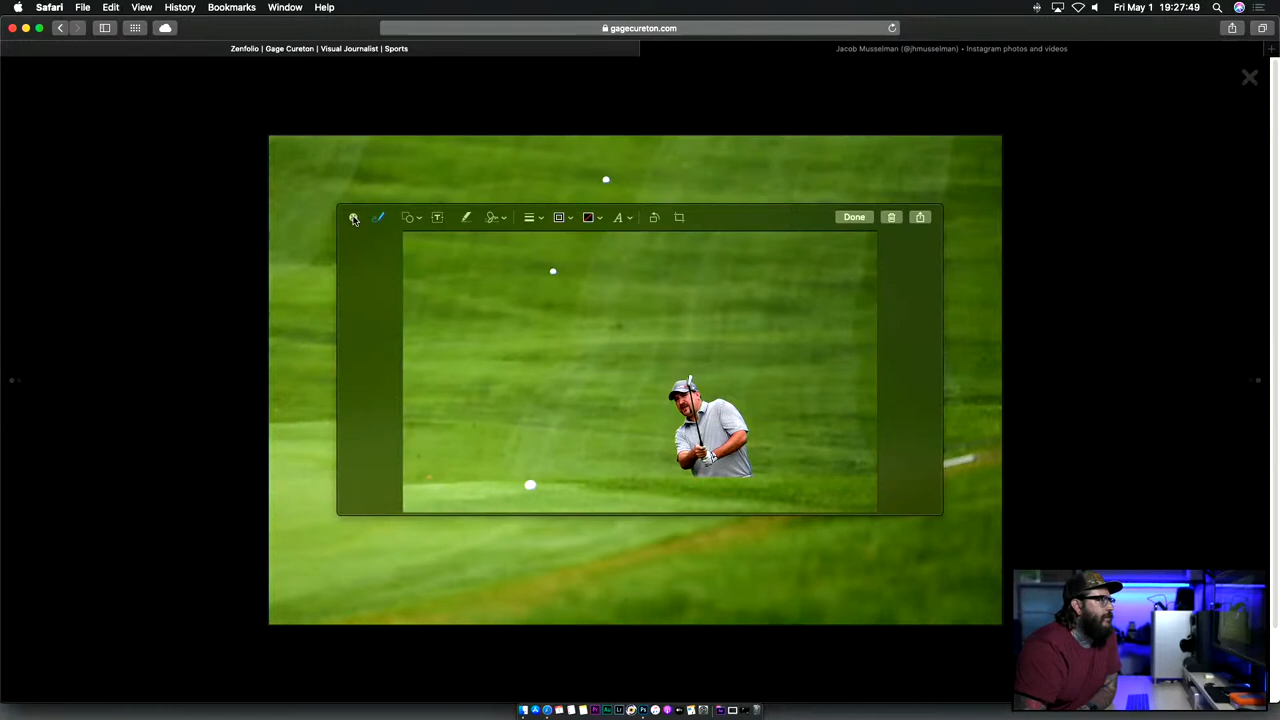 Safari File Edit View History Bookmarks Window Help Fri May 1 19:27:49
gagecureton.com
Zenfolio | Gage Cureton | Visual Journalist | Sports Jacob Musselman (@jhmusselman) • Instagram photos and videos
T A Done